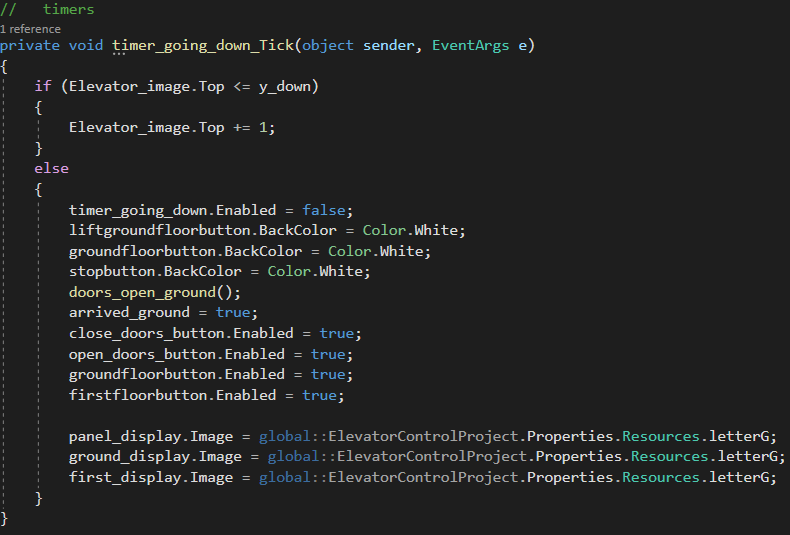 //   timers
1 reference
private void timer_going_down_Tick(object sender, EventArgs e)
{
    if (Elevator_image.Top <= y_down)
    {
        Elevator_image.Top += 1;
    }
    else
    {
        timer_going_down.Enabled = false;
        liftgroundfloorbutton.BackColor = Color.White;
        groundfloorbutton.BackColor = Color.White;
        stopbutton.BackColor = Color.White;
        doors_open_ground();
        arrived_ground = true;
        close_doors_button.Enabled = true;
        open_doors_button.Enabled = true;
        groundfloorbutton.Enabled = true;
        firstfloorbutton.Enabled = true;

        panel_display.Image = global::ElevatorControlProject.Properties.Resources.letterG;
        ground_display.Image = global::ElevatorControlProject.Properties.Resources.letterG;
        first_display.Image = global::ElevatorControlProject.Properties.Resources.letterG;
    }
}